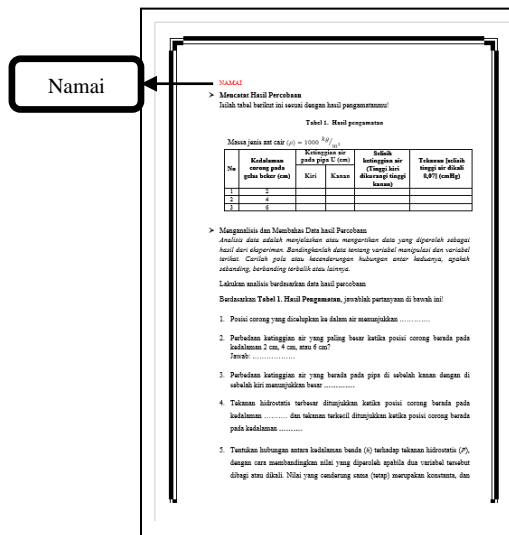 Namai
NAMAI
➤ Mencatat Hasil Percobaan
Isilah tabel berikut ini sesuai dengan hasil pengamatanmu!
Tabel 1. Hasil pengamatan
Massa jenis zat cair (ρ) = 1000 kg/m³
No
Kedalaman corong pada gelas beker (cm)
Ketinggian air pada pipa U (cm)
Kiri
Kanan
Selisih ketinggian air (Tinggi kiri dikurangi tinggi kanan)
Tekanan [selisih tinggi air dikali 0,07] (cmHg)
1 2
2 4
3 6
➤ Menganalisis dan Membahas Data hasil Percobaan
Analisis data adalah menjelaskan atau mengartikan data yang diperoleh sebagai
hasil dari eksperimen. Bandingkanlah data tentang variabel manipulasi dan variabel
terikat. Carilah pola atau kecenderungan hubungan antar keduanya, apakah
sebanding, berbanding terbalik atau lainnya.
Lakukan analisis berdasarkan data hasil percobaan
Berdasarkan Tabel 1. Hasil Pengamatan, jawablah pertanyaan di bawah ini!
1. Posisi corong yang dicelupkan ke dalam air menunjukkan ………….
2. Perbedaan ketinggian air yang paling besar ketika posisi corong berada pada
kedalaman 2 cm, 4 cm, atau 6 cm?
Jawab: ……………..
3. Perbedaan ketinggian air yang berada pada pipa di sebelah kanan dengan di
sebelah kiri menunjukkan besar ………….
4. Tekanan hidrostatis terbesar ditunjukkan ketika posisi corong berada pada
kedalaman ……… dan tekanan terkecil ditunjukkan ketika posisi corong berada
pada kedalaman ………
5. Tentukan hubungan antara kedalaman benda (h) terhadap tekanan hidrostatis (P),
dengan cara membandingkan nilai yang diperoleh apabila dua variabel tersebut
dibagi atau dikali. Nilai yang cenderung sama (tetap) merupakan konstanta, dan